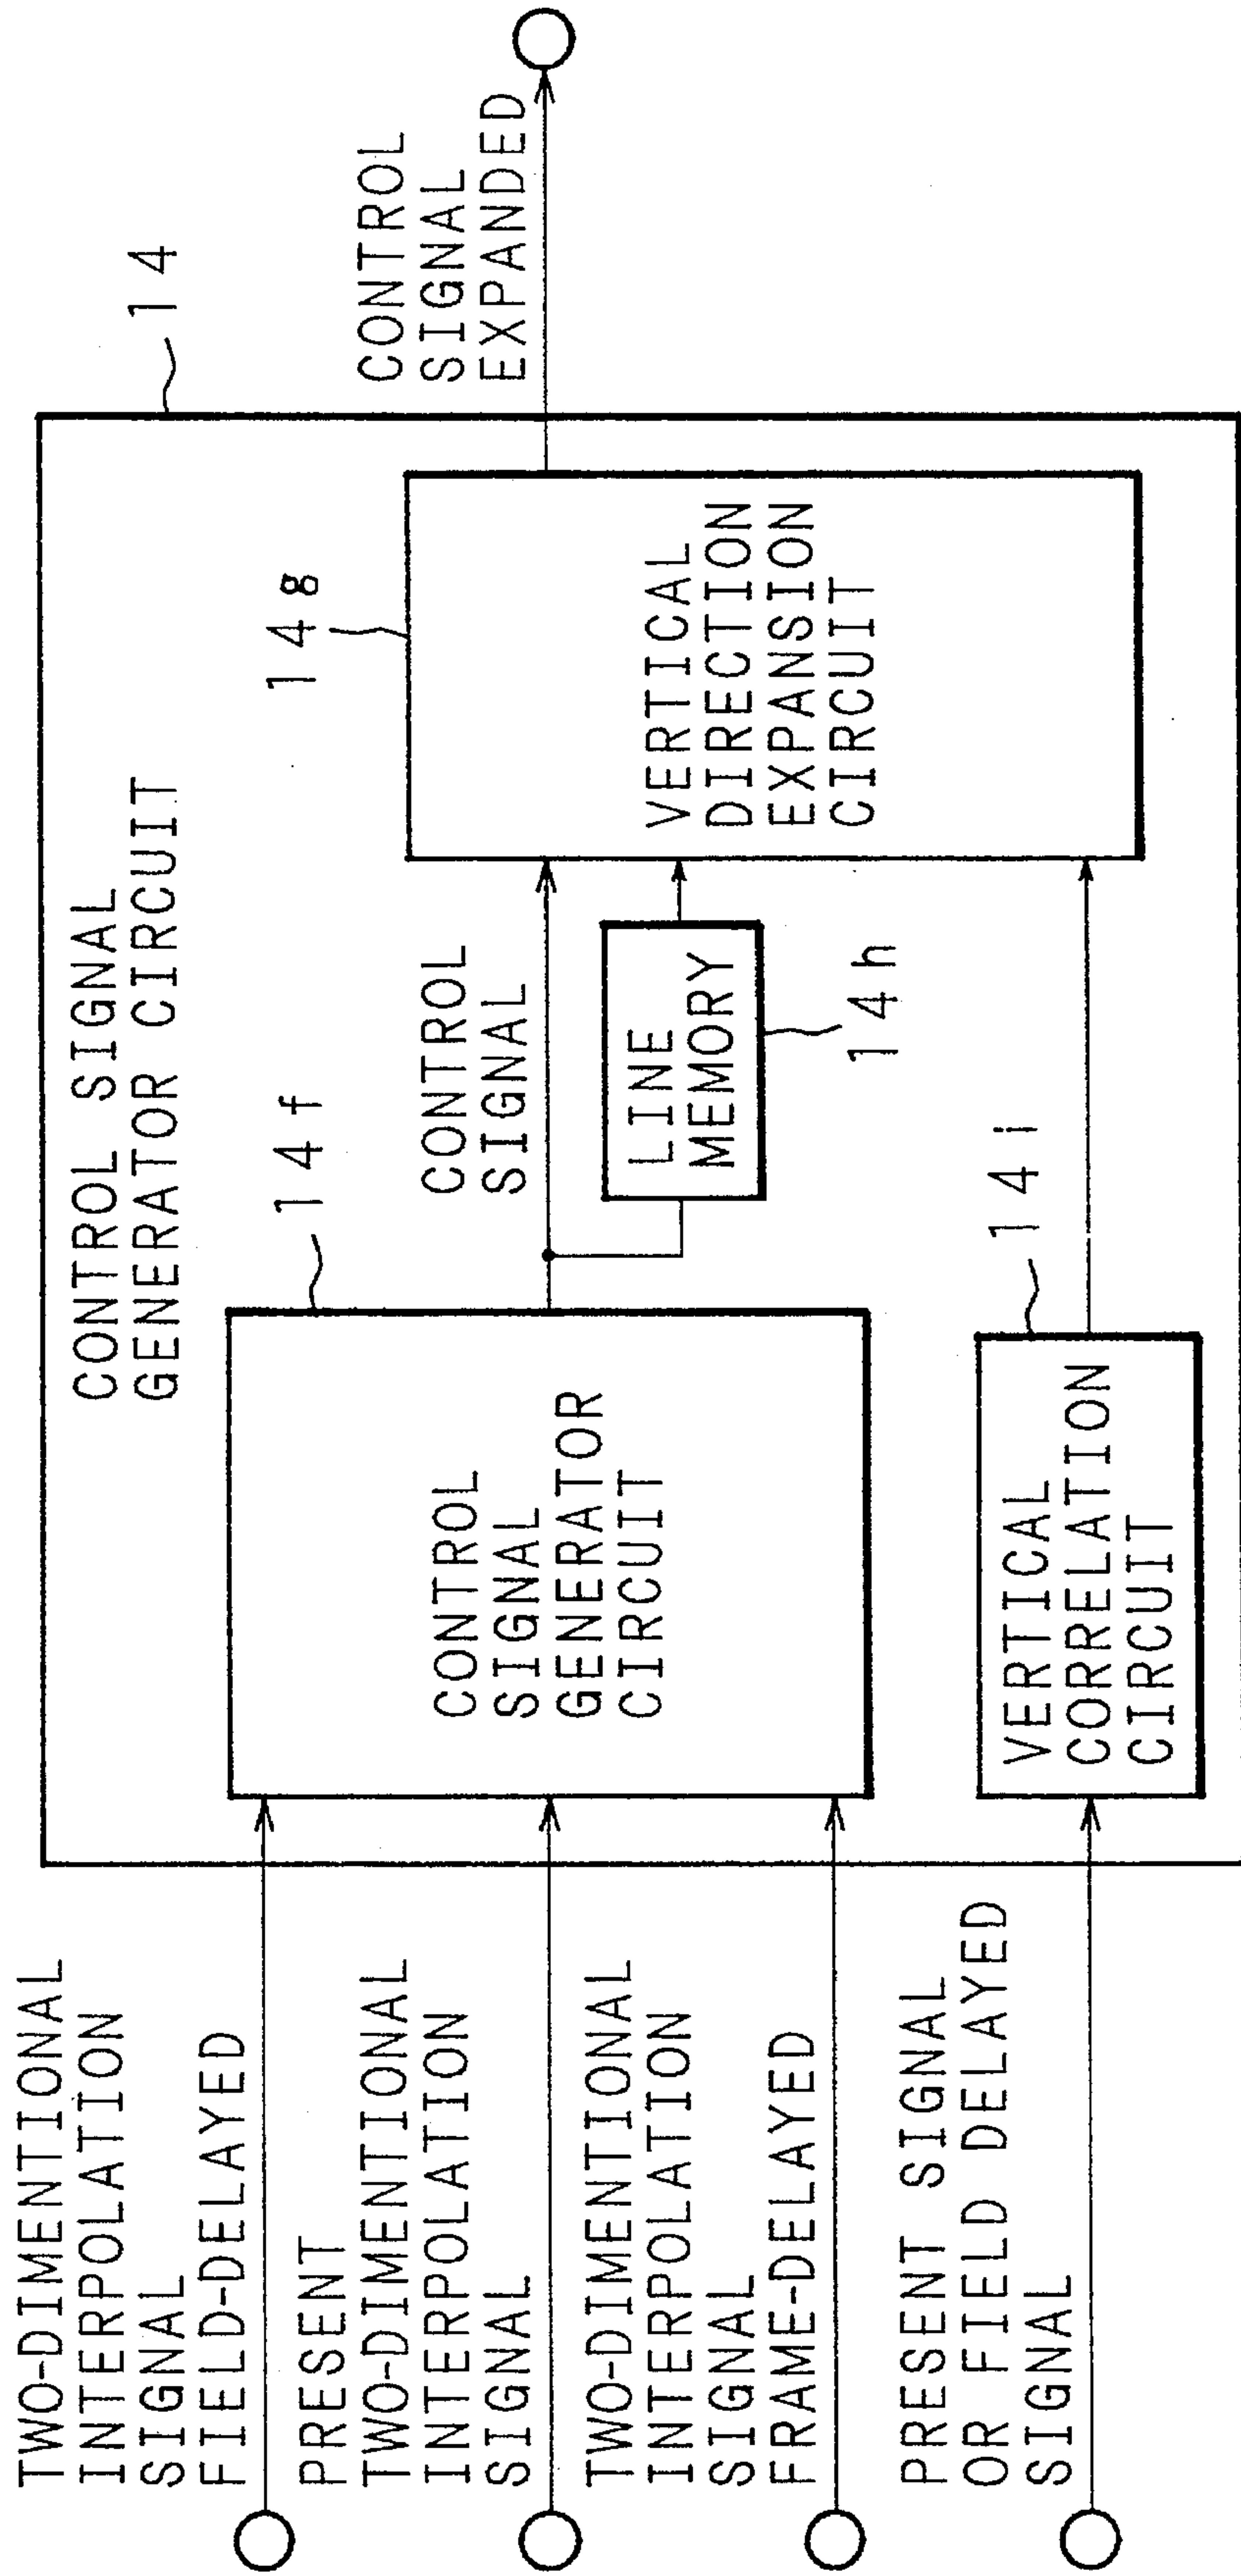 TWO-DIMENTIONAL
INTERPOLATION
SIGNAL
FIELD-DELAYED
PRESENT
TWO-DIMENTIONAL
INTERPOLATION
SIGNAL
TWO-DIMENTIONAL
INTERPOLATION
SIGNAL
FRAME-DELAYED
PRESENT SIGNAL
OR FIELD DELAYED
SIGNAL
CONTROL SIGNAL
GENERATOR CIRCUIT
14
14f
CONTROL
SIGNAL
GENERATOR
CIRCUIT
CONTROL
SIGNAL
LINE
MEMORY
14h
14i
VERTICAL
CORRELATION
CIRCUIT
14g
VERTICAL
DIRECTION
EXPANSION
CIRCUIT
CONTROL
SIGNAL
EXPANDED